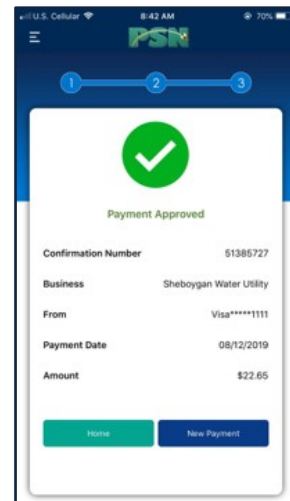 U.S. Cellular 8:42 AM 70%
PSN
1 2 3
Payment Approved
Confirmation Number 51385727
Business Sheboygan Water Utility
From Visa*****1111
Payment Date 08/12/2019
Amount $22.65
Home New Payment